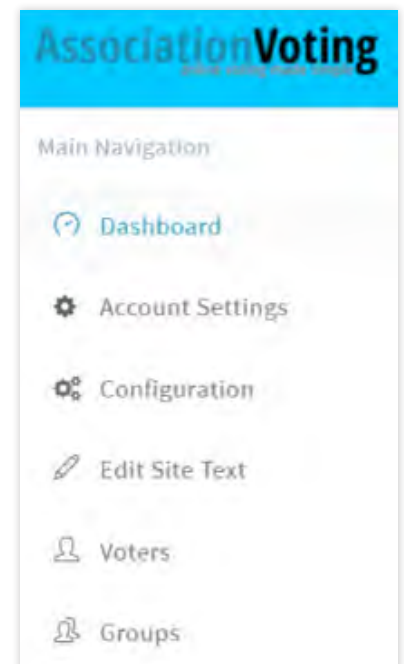 AssociationVoting
Main Navigation
Dashboard
Account Settings
Configuration
Edit Site Text
Voters
Groups